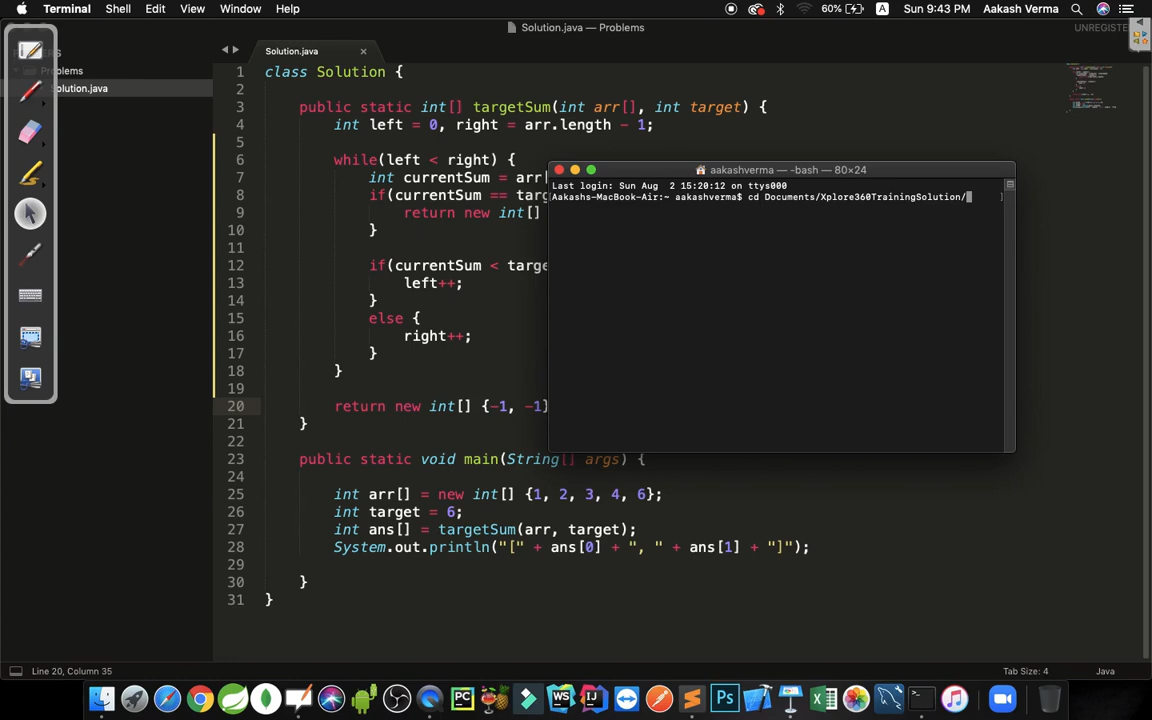 Terminal Shell Edit View Window Help 60% A Sun 9:43 PM Aakash Verma
Solution.java — Problems
UNREGISTE
Solution.java ×
RS
Problems
olution.java
1 class Solution {
2
3 public static int[] targetSum(int arr[], int target) {
4 int left = 0, right = arr.length - 1;
5
6 while(left < right) {
7 int currentSum = arr[
8 if(currentSum == targ
9 return new int[]
10 }
11
12 if(currentSum < targe
13 left++;
14 }
15 else {
16 right++;
17 }
18 }
19
20 return new int[] {-1, -1}
21 }
22
23 public static void main(String[] args) {
24
25 int arr[] = new int[] {1, 2, 3, 4, 6};
26 int target = 6;
27 int ans[] = targetSum(arr, target);
28 System.out.println("[" + ans[0] + ", " + ans[1] + "]");
29
30 }
31 }
aakashverma — -bash — 80×24
Last login: Sun Aug 2 15:20:12 on ttys000
[Aakashs-MacBook-Air:~ aakashverma$ cd Documents/Xplore360TrainingSolution/ ]
Line 20, Column 35
Tab Size: 4 Java
PC WS IJ Ps